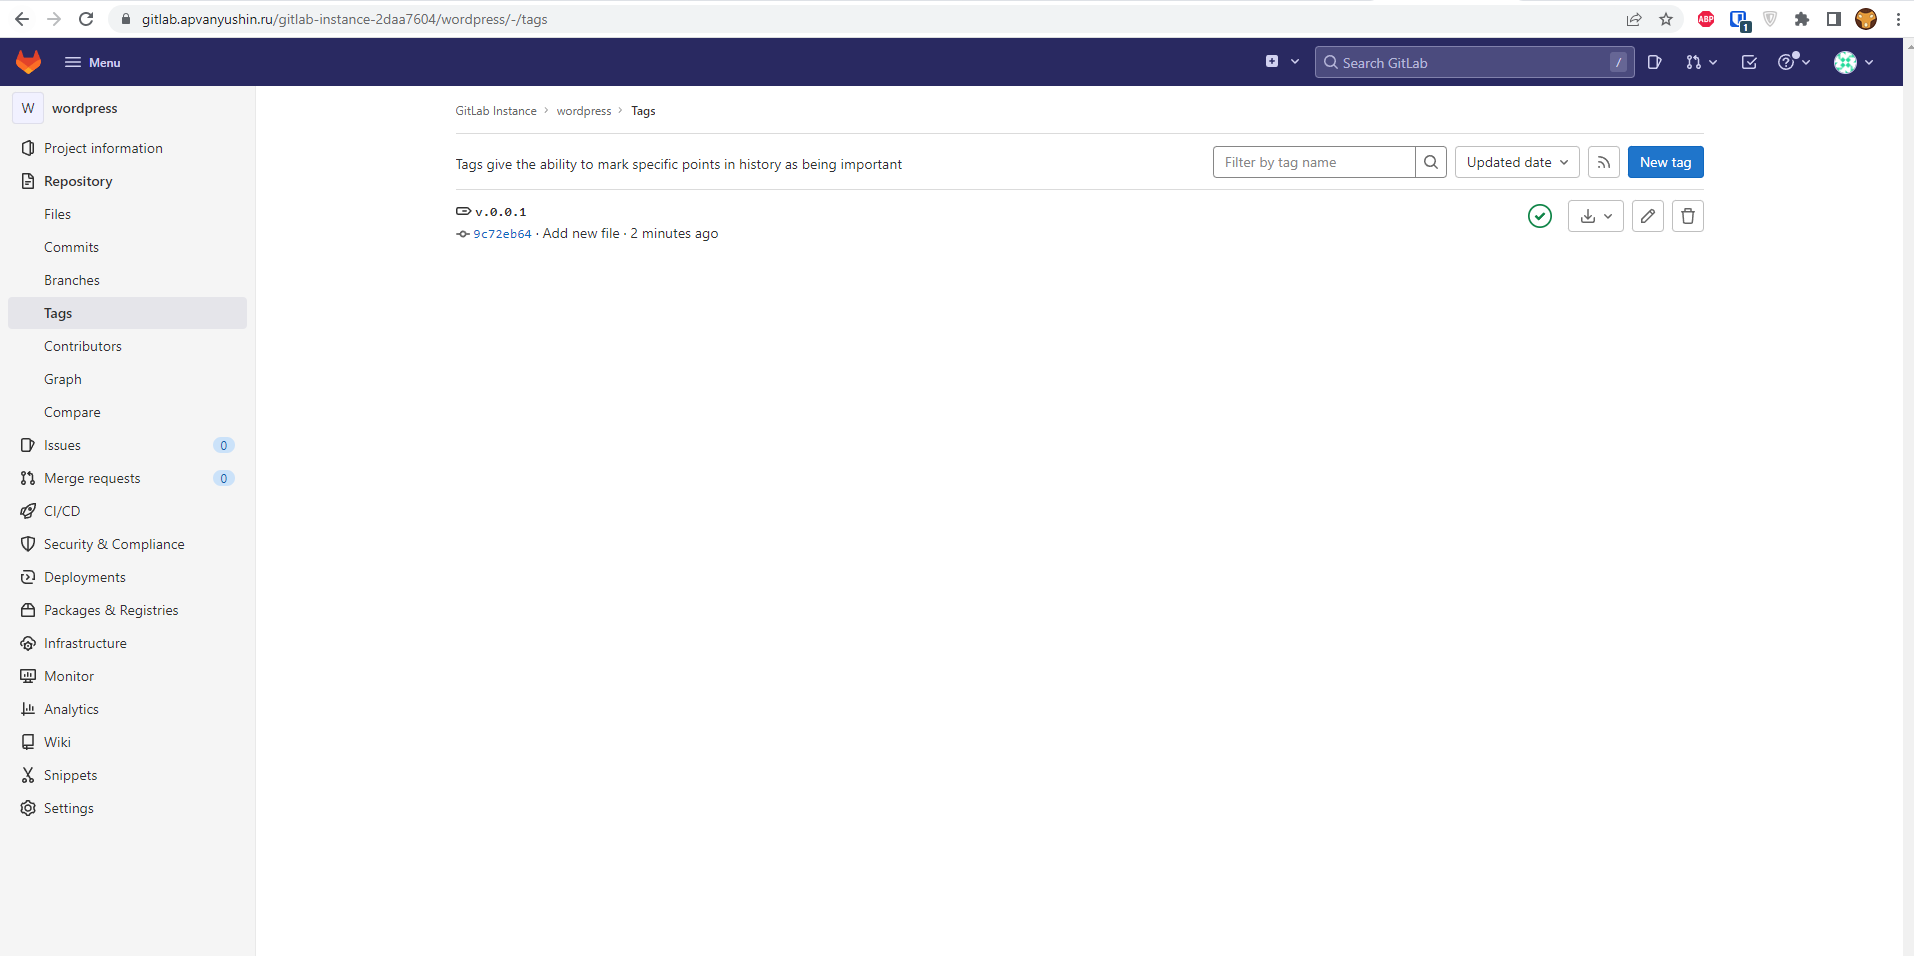 gitlab.apvanyushin.ru/gitlab-instance-2daa7604/wordpress/-/tags
ABP
1
Menu
Search GitLab
/
W wordpress
Project information
Repository
Files
Commits
Branches
Tags
Contributors
Graph
Compare
Issues 0
Merge requests 0
CI/CD
Security & Compliance
Deployments
Packages & Registries
Infrastructure
Monitor
Analytics
Wiki
Snippets
Settings
GitLab Instance › wordpress › Tags
Tags give the ability to mark specific points in history as being important
Filter by tag name
Updated date
New tag
v.0.0.1
9c72eb64 · Add new file · 2 minutes ago